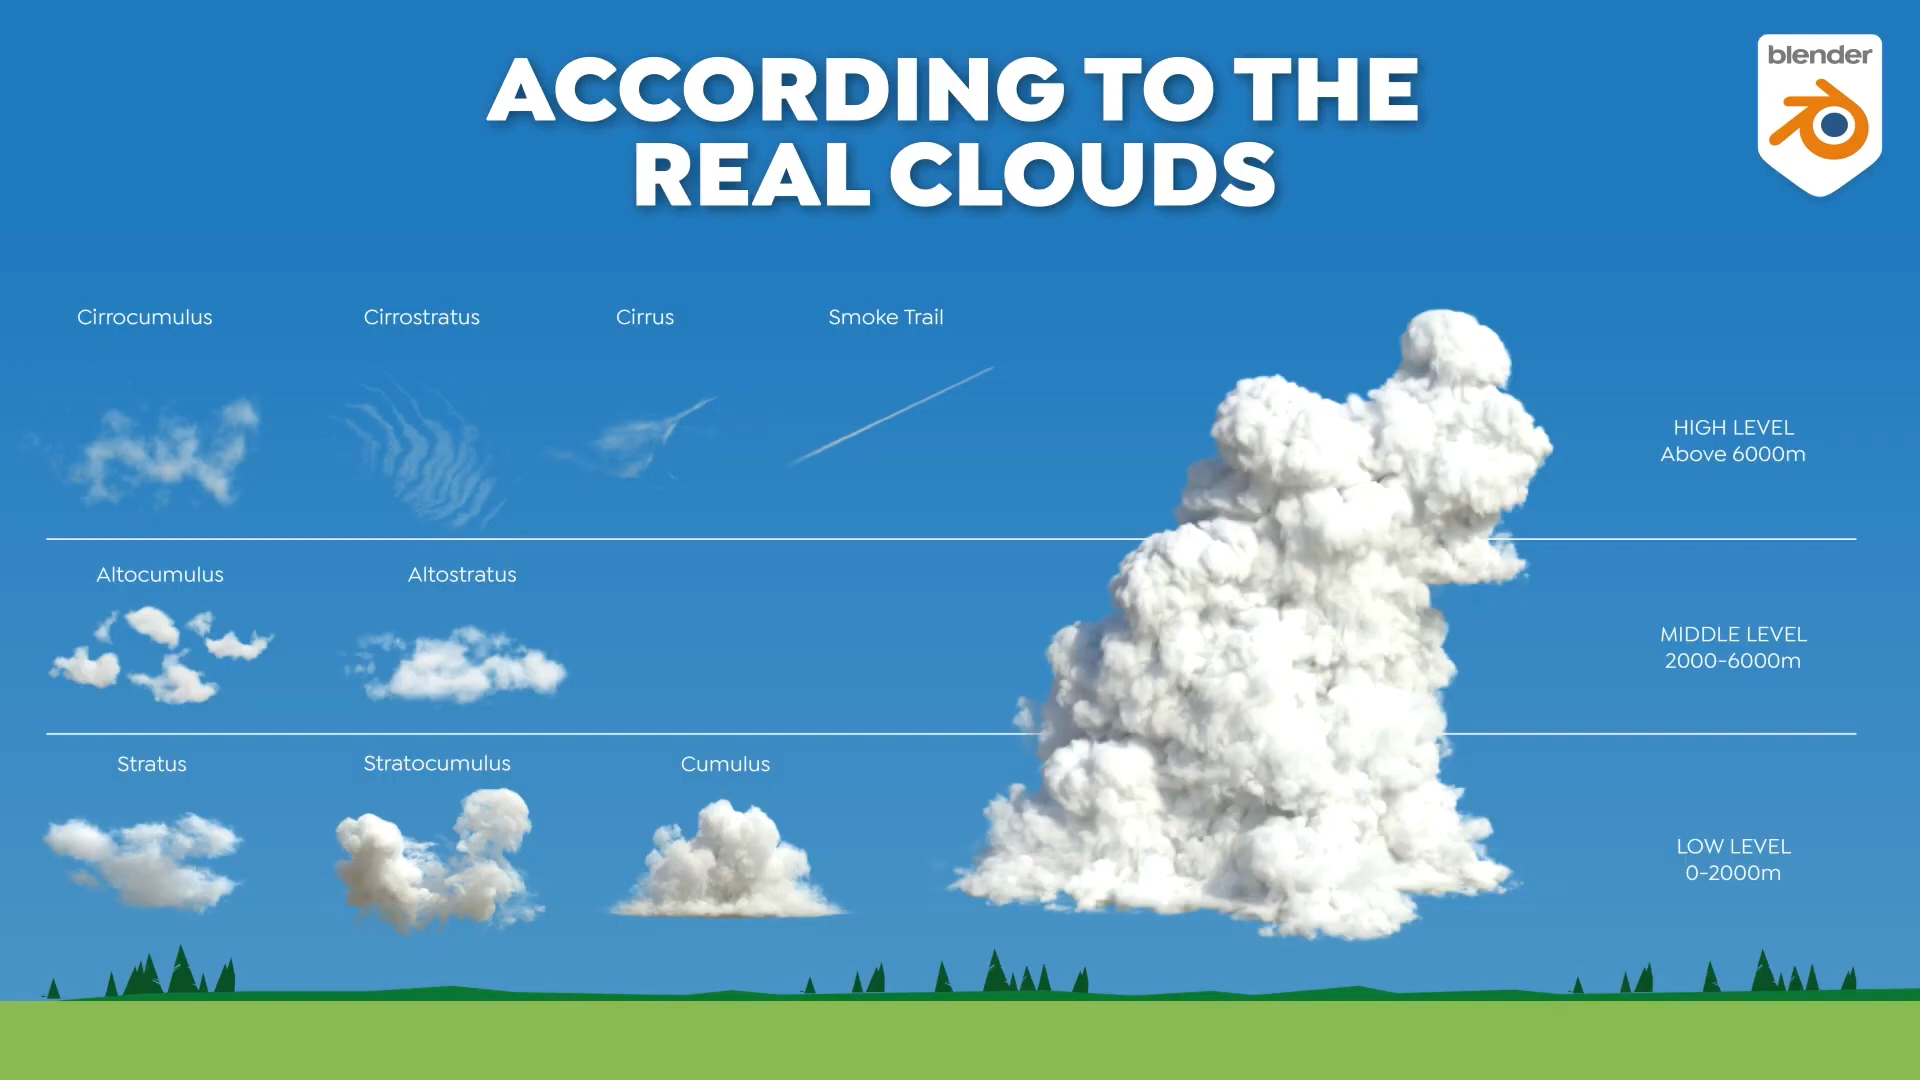 ACCORDING TO THE
REAL CLOUDS
blender
Cirrocumulus
Cirrostratus
Cirrus
Smoke Trail
HIGH LEVEL
Above 6000m
Altocumulus
Altostratus
MIDDLE LEVEL
2000-6000m
Stratus
Stratocumulus
Cumulus
LOW LEVEL
0-2000m